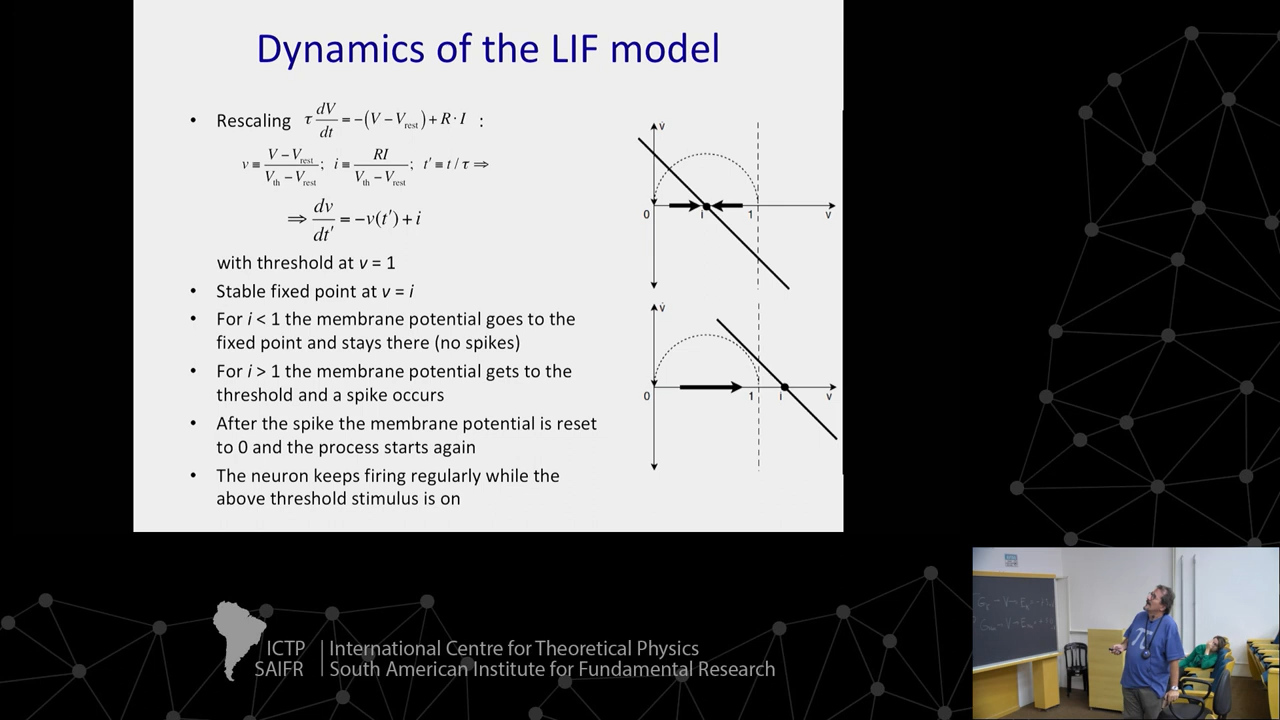 Dynamics of the LIF model
• Rescaling τ dV/dt = −(V − V_rest) + R · I :
v ≡ (V − V_rest)/(V_th − V_rest); i ≡ RI/(V_th − V_rest); t′ ≡ t / τ ⇒
⇒ dv/dt′ = −v(t′) + i
with threshold at v = 1
• Stable fixed point at v = i
• For i < 1 the membrane potential goes to the
fixed point and stays there (no spikes)
• For i > 1 the membrane potential gets to the
threshold and a spike occurs
• After the spike the membrane potential is reset
to 0 and the process starts again
• The neuron keeps firing regularly while the
above threshold stimulus is on
v̇
0 i 1 v
v̇
0 1 i v
ICTP | International Centre for Theoretical Physics
SAIFR | South American Institute for Fundamental Research